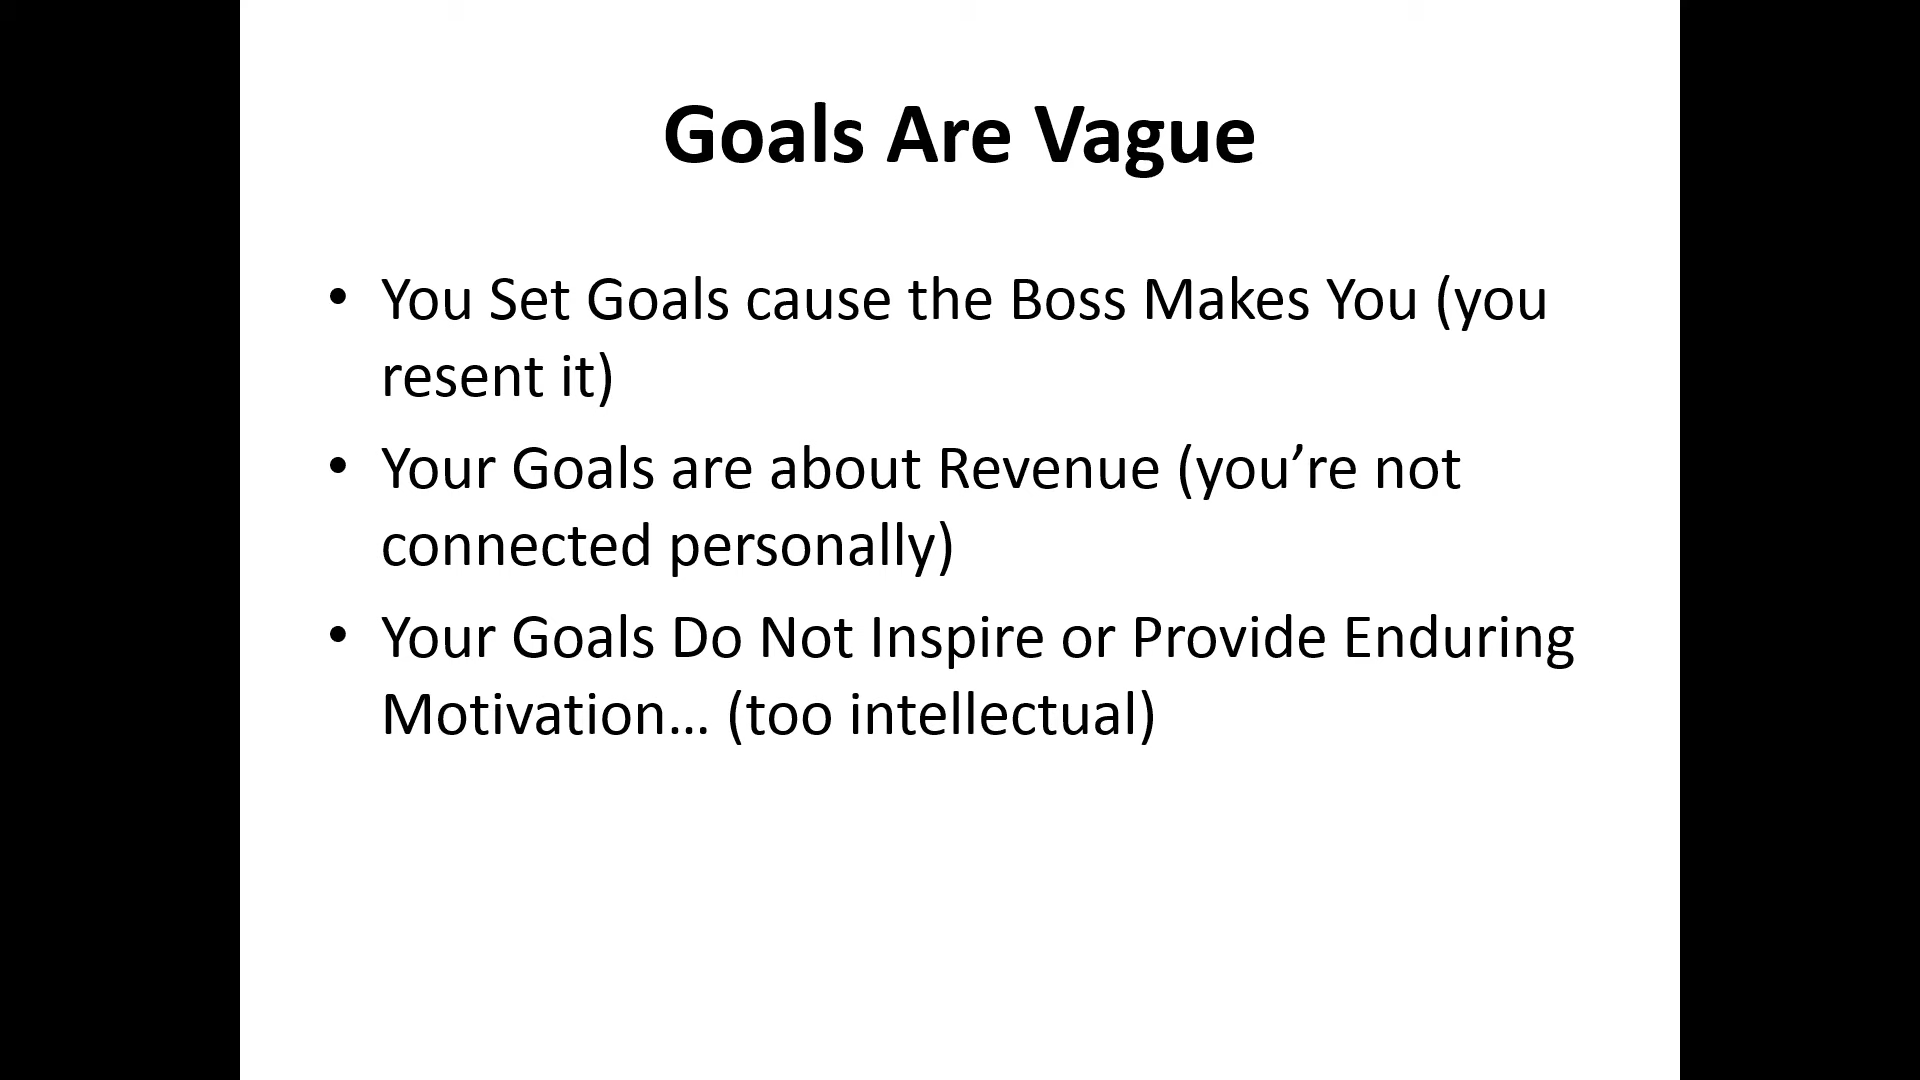 Goals Are Vague
• You Set Goals cause the Boss Makes You (you
resent it)
• Your Goals are about Revenue (you’re not
connected personally)
• Your Goals Do Not Inspire or Provide Enduring
Motivation… (too intellectual)